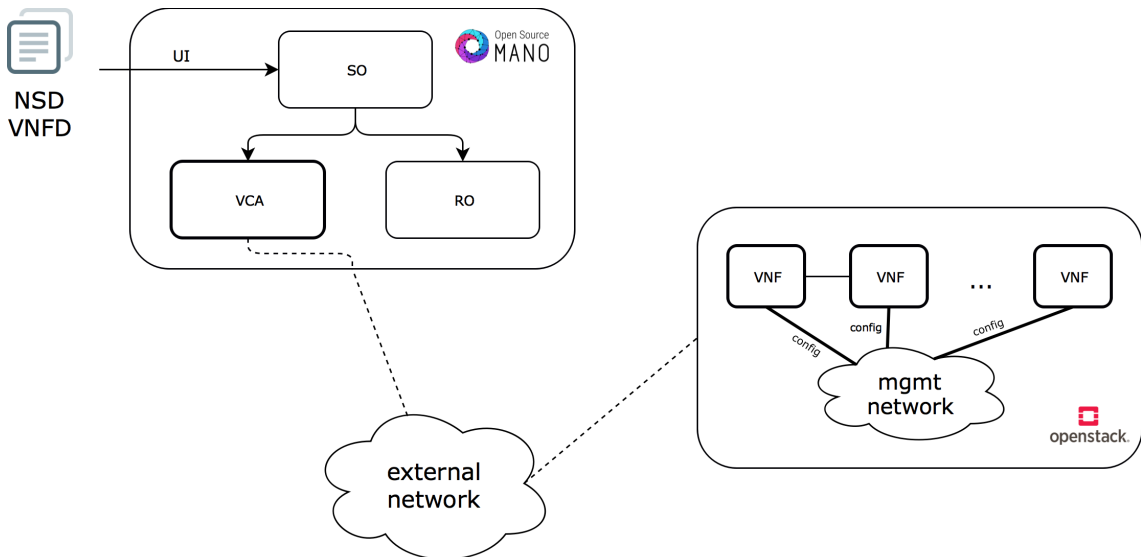 NSD
VNFD
UI
SO
Open Source
MANO
VCA
RO
VNF
VNF
...
VNF
config
config
config
mgmt
network
openstack.
external
network